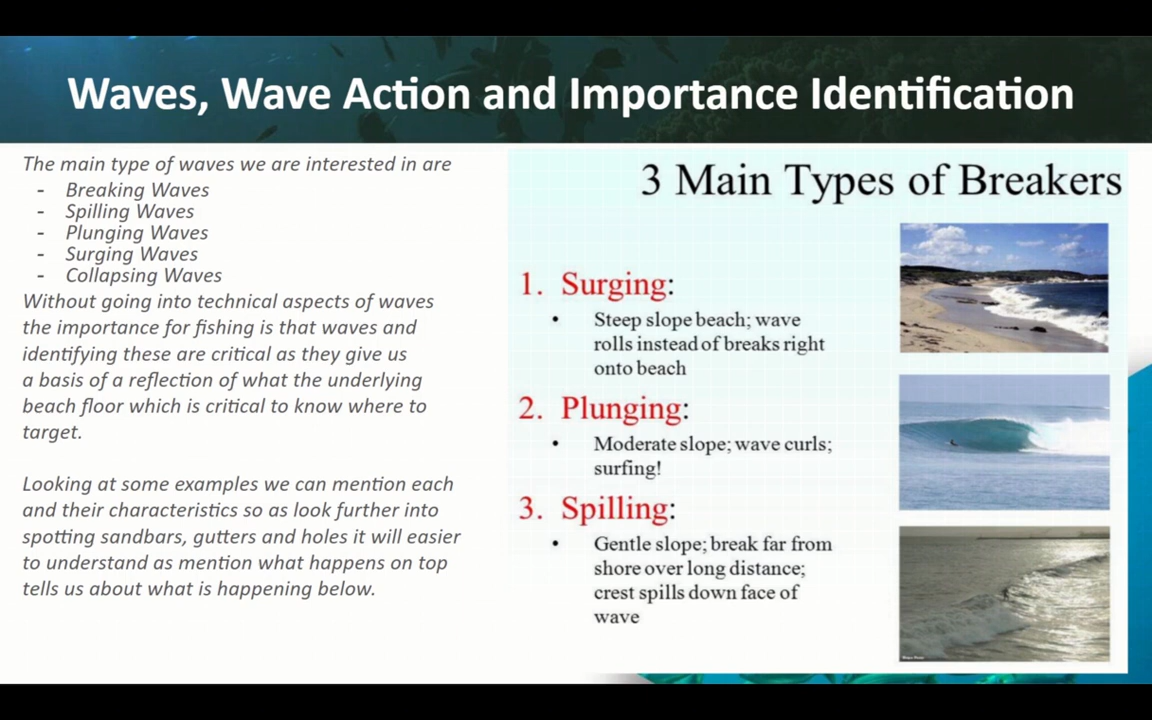 Waves, Wave Action and Importance Identification
The main type of waves we are interested in are
- Breaking Waves
- Spilling Waves
- Plunging Waves
- Surging Waves
- Collapsing Waves
Without going into technical aspects of waves
the importance for fishing is that waves and
identifying these are critical as they give us
a basis of a reflection of what the underlying
beach floor which is critical to know where to
target.
Looking at some examples we can mention each
and their characteristics so as look further into
spotting sandbars, gutters and holes it will easier
to understand as mention what happens on top
tells us about what is happening below.
3 Main Types of Breakers
1. Surging:
• Steep slope beach; wave
rolls instead of breaks right
onto beach
2. Plunging:
• Moderate slope; wave curls;
surfing!
3. Spilling:
• Gentle slope; break far from
shore over long distance;
crest spills down face of
wave